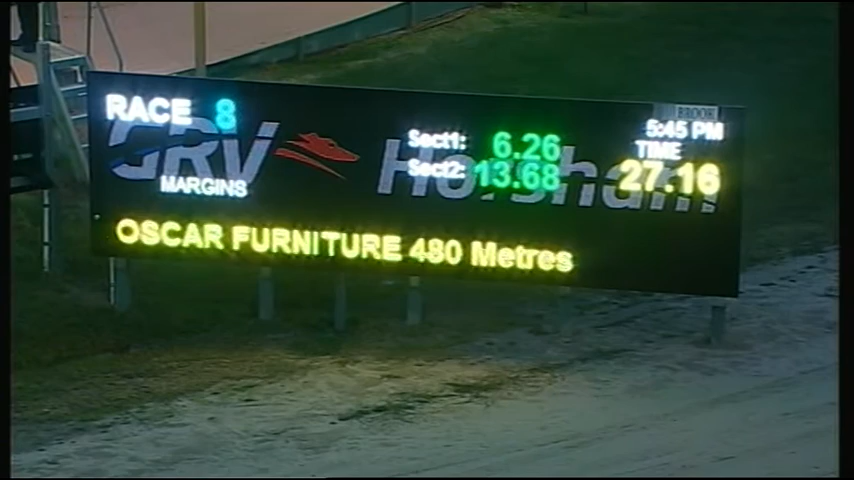 BROOK
RACE 8
Sect1: 6.26
5:45 PM
GRV
Horsham
TIME
Sect2: 13.68
27.16
MARGINS
OSCAR FURNITURE 480 Metres